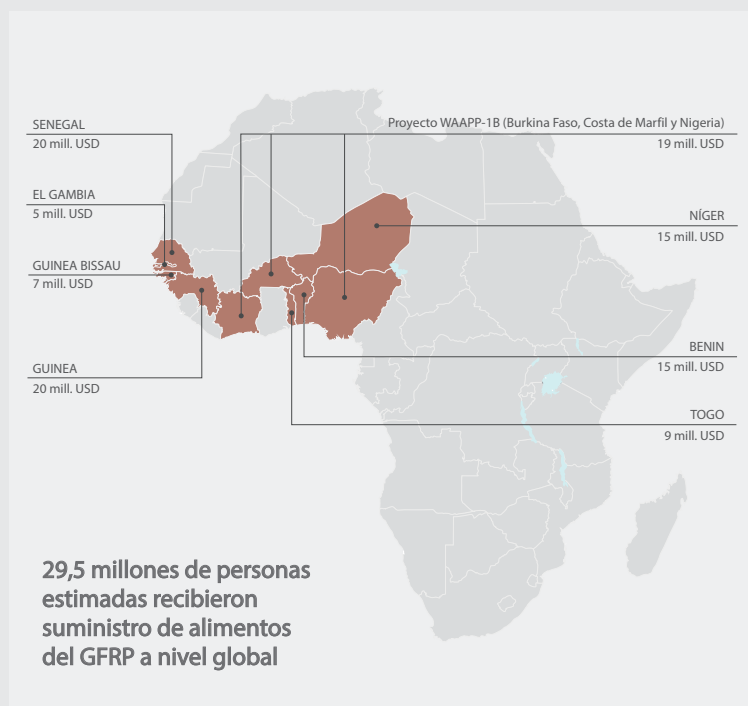 SENEGAL
20 mill. USD
EL GAMBIA
5 mill. USD
GUINEA BISSAU
7 mill. USD
GUINEA
20 mill. USD
Proyecto WAAPP-1B (Burkina Faso, Costa de Marfil y Nigeria)
19 mill. USD
NÍGER
15 mill. USD
BENIN
15 mill. USD
TOGO
9 mill. USD
29,5 millones de personas
estimadas recibieron
suministro de alimentos
del GFRP a nivel global